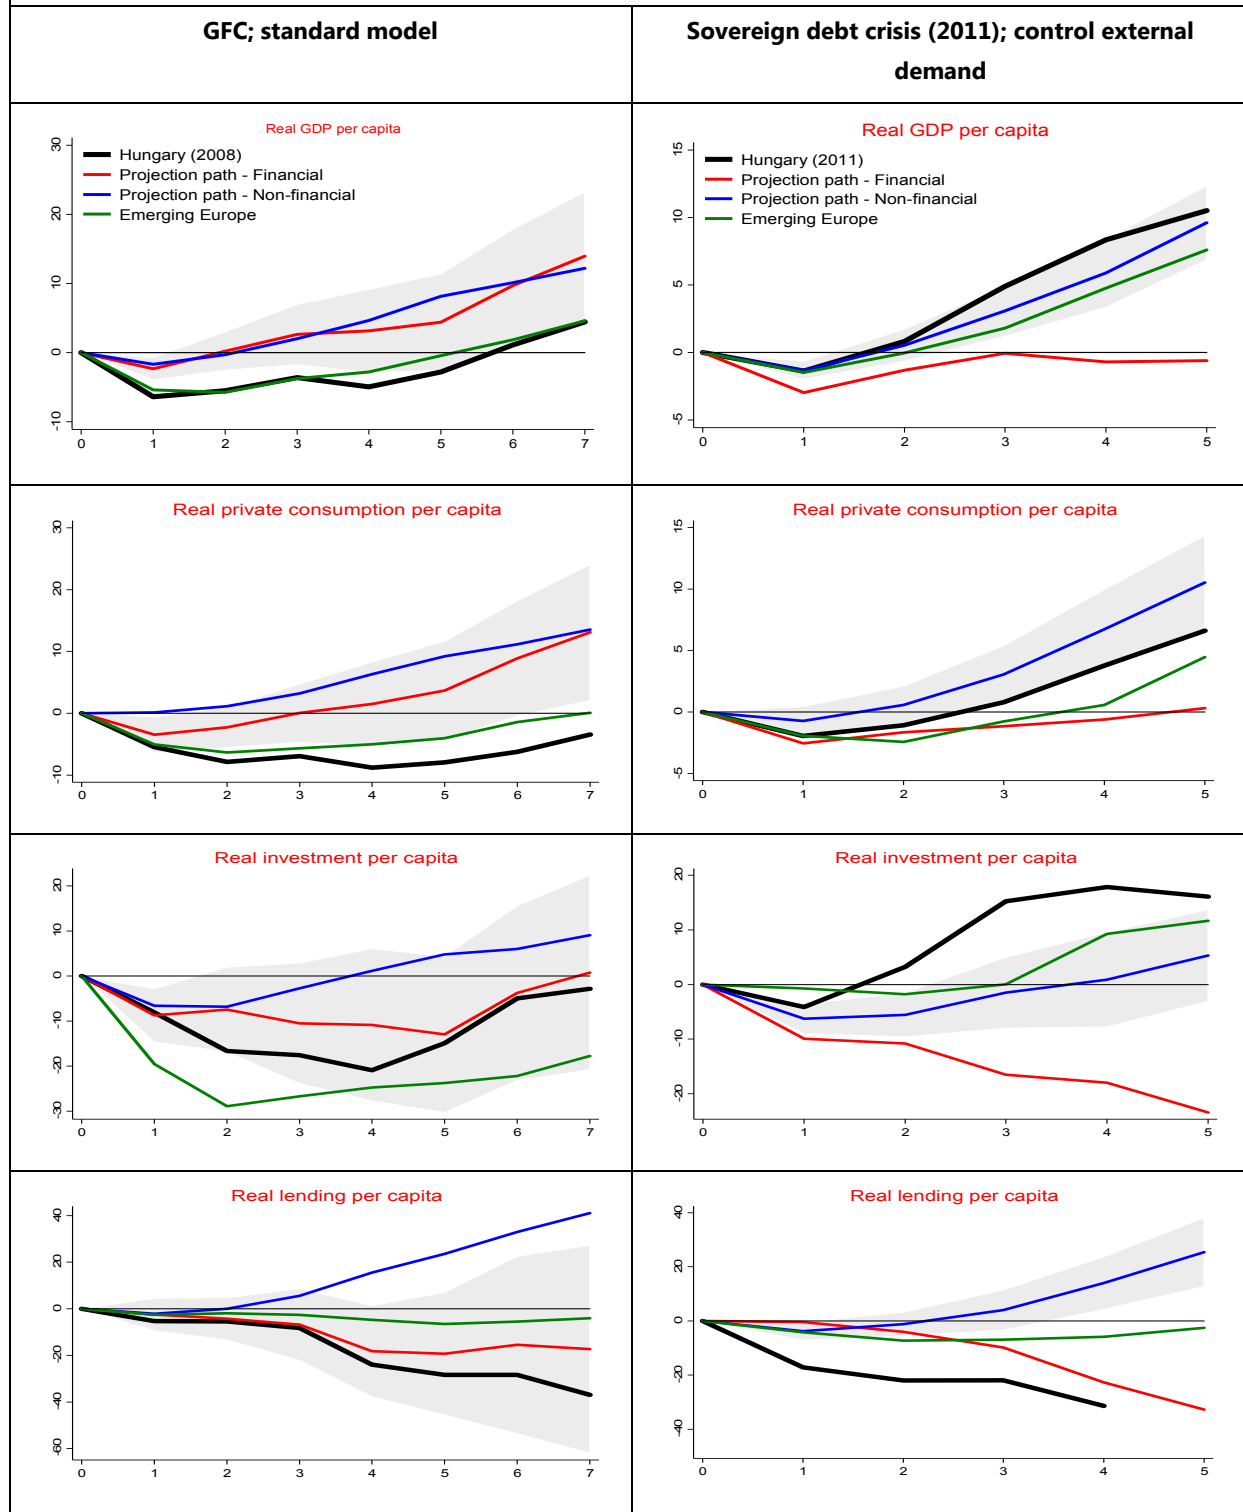 GFC; standard model
Sovereign debt crisis (2011); control external
demand
Real GDP per capita
30
20
10
0
-10
Hungary (2008)
Projection path - Financial
Projection path - Non-financial
Emerging Europe
0 1 2 3 4 5 6 7
Real GDP per capita
15
10
5
0
-5
Hungary (2011)
Projection path - Financial
Projection path - Non-financial
Emerging Europe
0 1 2 3 4 5
Real private consumption per capita
30
20
10
0
-10
0 1 2 3 4 5 6 7
Real private consumption per capita
15
10
5
0
-5
0 1 2 3 4 5
Real investment per capita
20
10
0
-10
-20
-30
0 1 2 3 4 5 6 7
Real investment per capita
20
10
0
-10
-20
0 1 2 3 4 5
Real lending per capita
40
20
0
-20
-40
-60
0 1 2 3 4 5 6 7
Real lending per capita
40
20
0
-20
-40
0 1 2 3 4 5